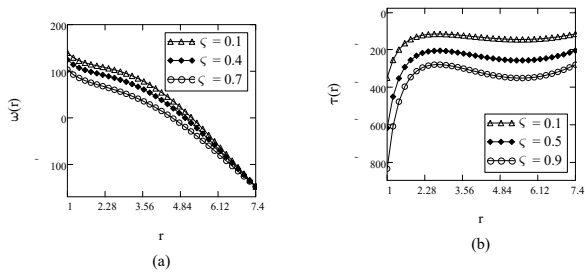 200
100
0
100
ω(r)
ς = 0.1
ς = 0.4
ς = 0.7
1 2.28 3.56 4.84 6.12 7.4
r
(a)
0
200
400
600
800
τ(r)
ς = 0.1
ς = 0.5
ς = 0.9
1 2.28 3.56 4.84 6.12 7.4
r
(b)